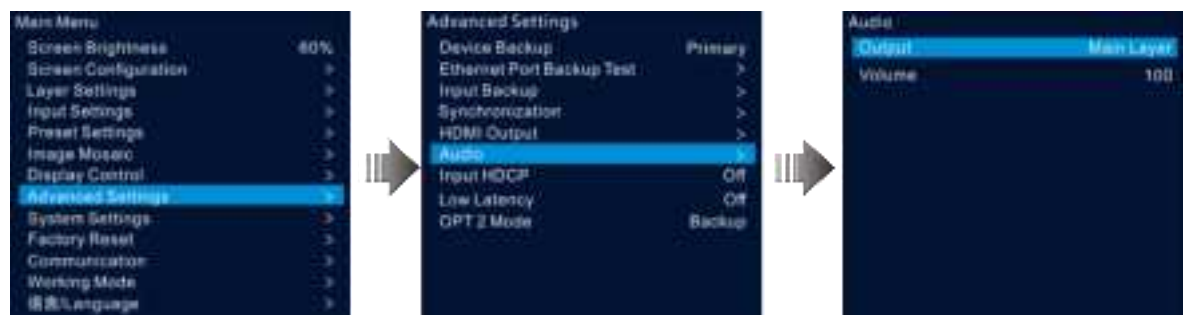 Main Menu
Screen Brightness 60%
Screen Configuration >
Layer Settings >
Input Settings >
Preset Settings >
Image Mosaic >
Display Control >
Advanced Settings >
System Settings >
Factory Reset >
Communication >
Working Mode >
语言/Language >
Advanced Settings
Device Backup Primary
Ethernet Port Backup Test >
Input Backup >
Synchronization >
HDMI Output >
Audio >
Input HDCP Off
Low Latency Off
OPT 2 Mode Backup
Audio
Output Main Layer
Volume 100